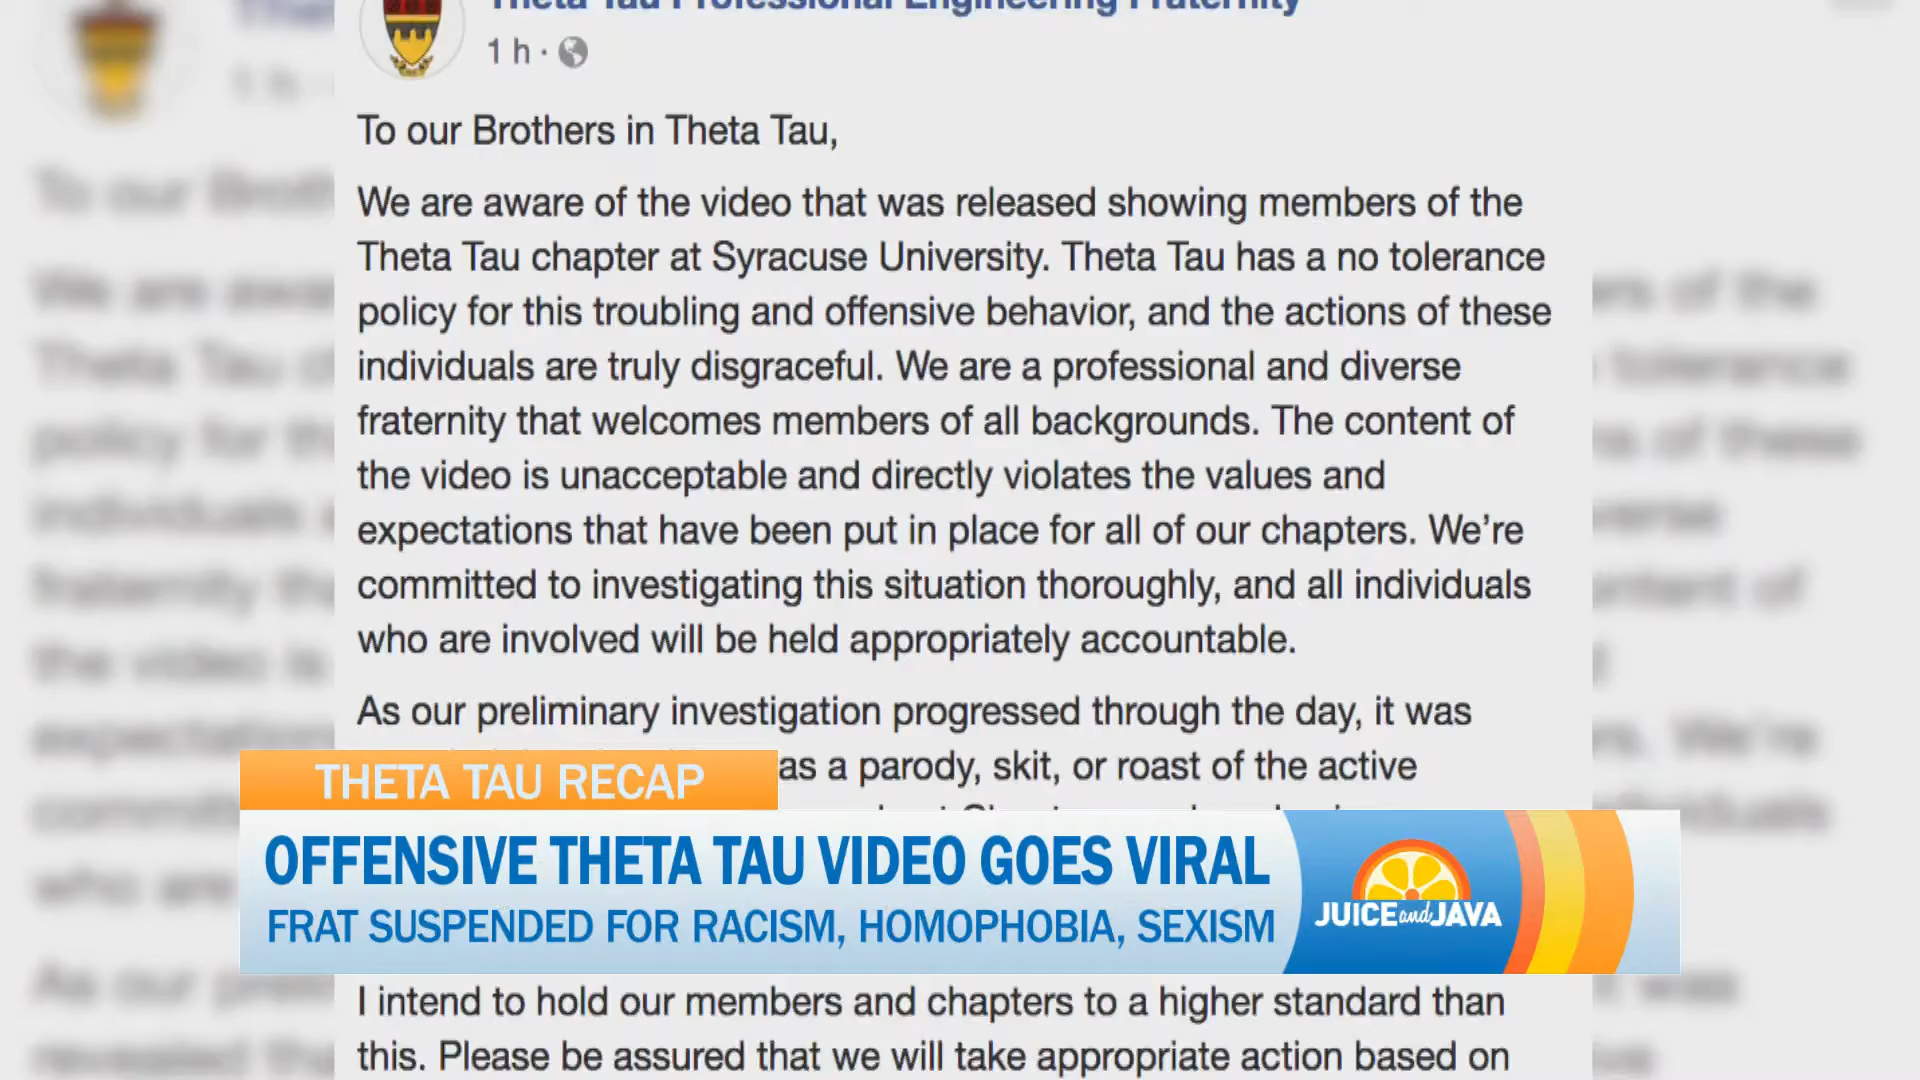 Theta Tau Professional Engineering Fraternity
1 h ·
To our Brothers in Theta Tau,
We are aware of the video that was released showing members of the
Theta Tau chapter at Syracuse University. Theta Tau has a no tolerance
policy for this troubling and offensive behavior, and the actions of these
individuals are truly disgraceful. We are a professional and diverse
fraternity that welcomes members of all backgrounds. The content of
the video is unacceptable and directly violates the values and
expectations that have been put in place for all of our chapters. We’re
committed to investigating this situation thoroughly, and all individuals
who are involved will be held appropriately accountable.
As our preliminary investigation progressed through the day, it was
as a parody, skit, or roast of the active
THETA TAU RECAP
OFFENSIVE THETA TAU VIDEO GOES VIRAL
FRAT SUSPENDED FOR RACISM, HOMOPHOBIA, SEXISM
JUICE and JAVA
I intend to hold our members and chapters to a higher standard than
this. Please be assured that we will take appropriate action based on